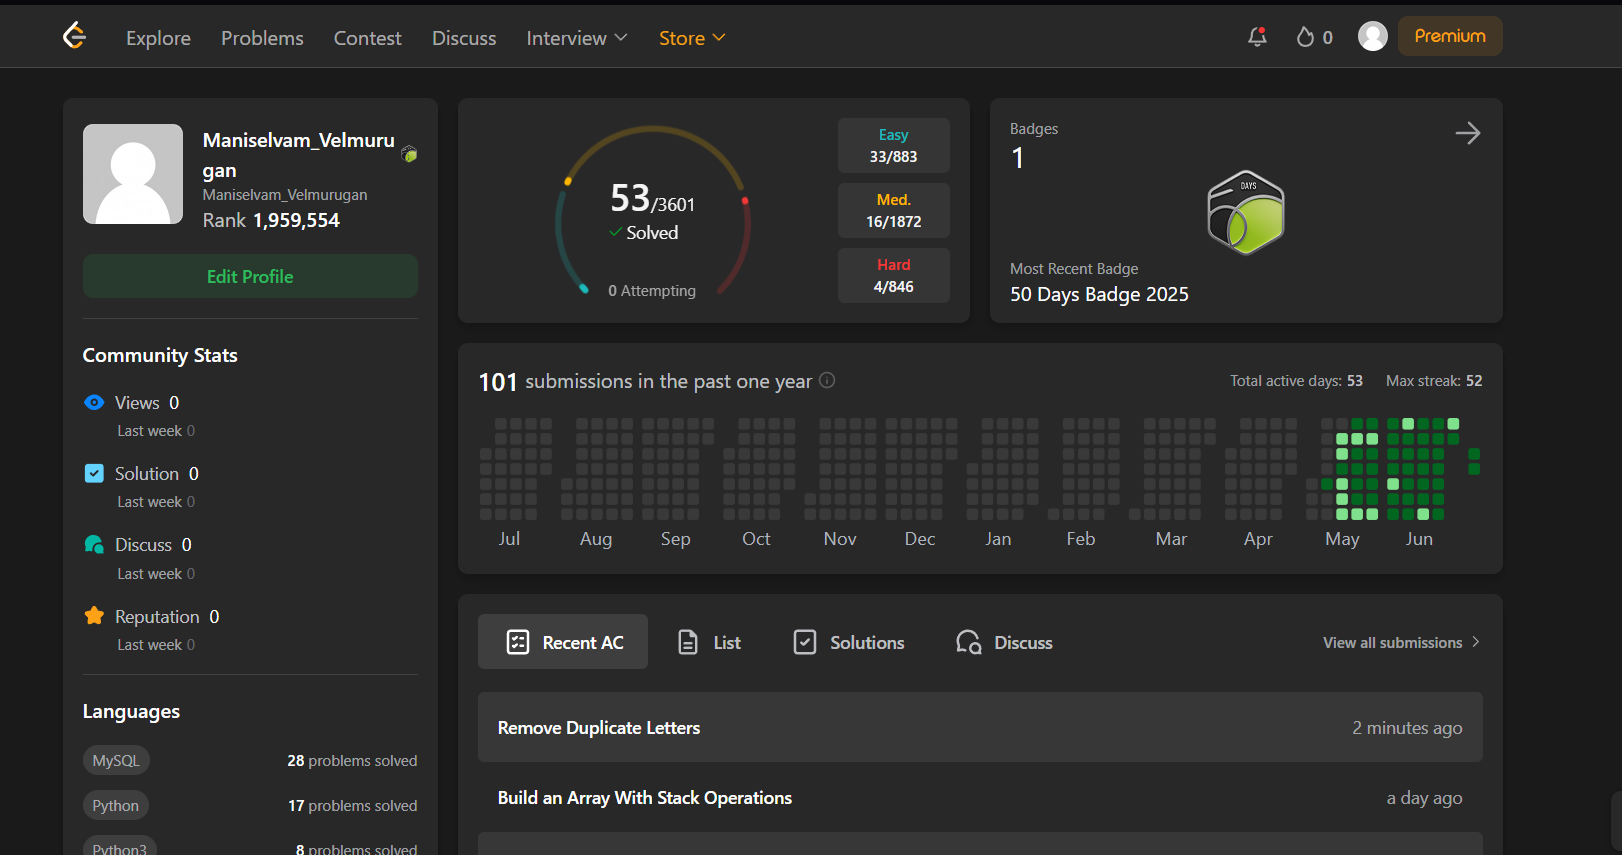 Explore Problems Contest Discuss Interview Store 0 Premium
Maniselvam_Velmuru
gan
Maniselvam_Velmurugan
Rank 1,959,554
Edit Profile
Community Stats
Views 0
Last week 0
Solution 0
Last week 0
Discuss 0
Last week 0
Reputation 0
Last week 0
Languages
MySQL 28 problems solved
Python 17 problems solved
Python3 8 problems solved
53/3601
Solved
0 Attempting
Easy
33/883
Med.
16/1872
Hard
4/846
Badges
1
DAYS
Most Recent Badge
50 Days Badge 2025
101 submissions in the past one year Total active days: 53 Max streak: 52
Jul Aug Sep Oct Nov Dec Jan Feb Mar Apr May Jun
Recent AC List Solutions Discuss View all submissions
Remove Duplicate Letters 2 minutes ago
Build an Array With Stack Operations a day ago